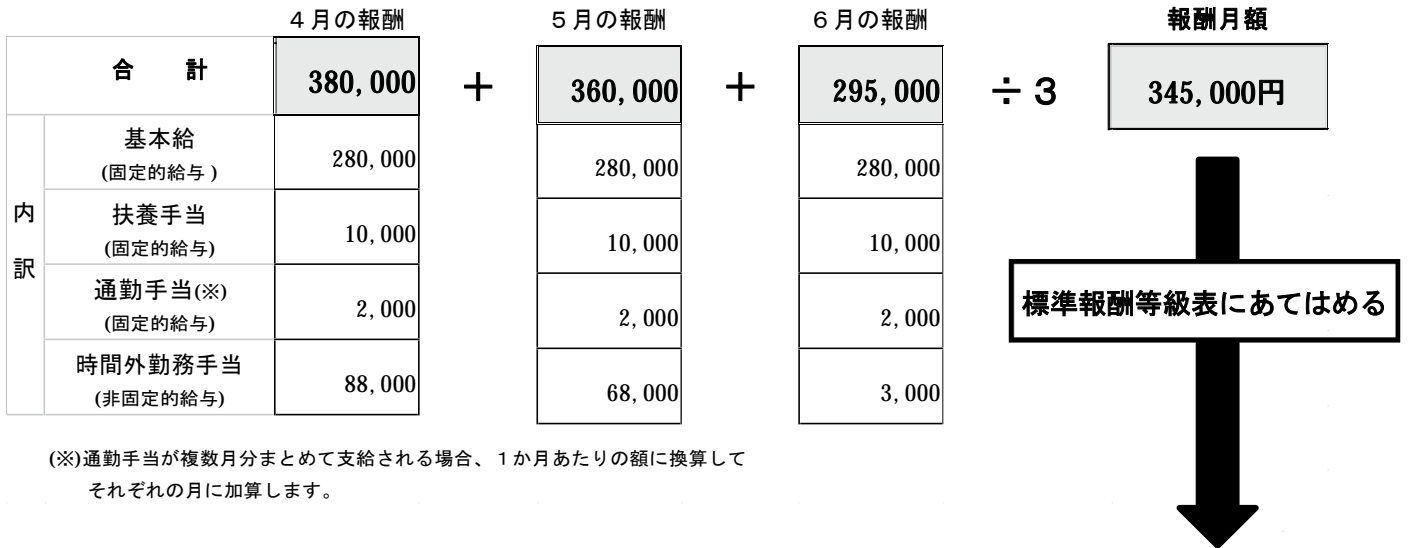 ４月の報酬 ５月の報酬 ６月の報酬 報酬月額
合　計 380,000 ＋ 360,000 ＋ 295,000 ÷３ 345,000円
内訳
基本給 280,000 280,000 280,000
(固定的給与)
扶養手当 10,000 10,000 10,000
(固定的給与)
通勤手当(※) 2,000 2,000 2,000
(固定的給与)
時間外勤務手当 88,000 68,000 3,000
(非固定的給与)
標準報酬等級表にあてはめる
(※)通勤手当が複数月分まとめて支給される場合、１か月あたりの額に換算して
それぞれの月に加算します。